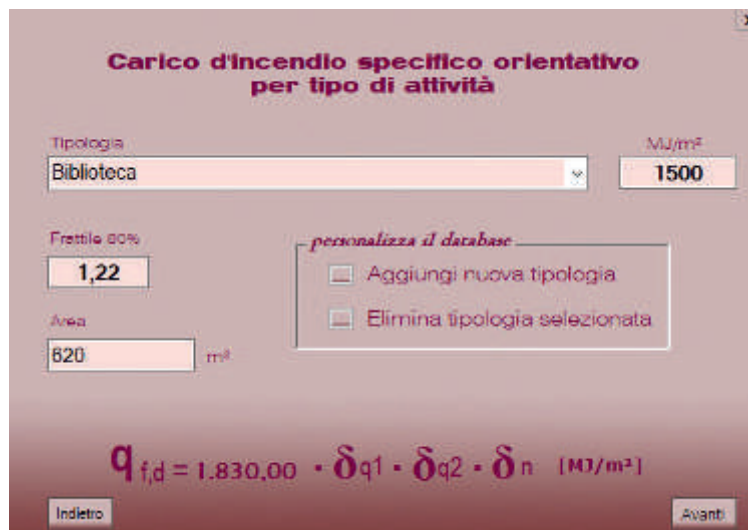 Carico d'incendio specifico orientativo
per tipo di attività
Tipologia
MJ/m²
Biblioteca
1500
Frattile 80%
1,22
personalizza il database
Aggiungi nuova tipologia
Elimina tipologia selezionata
Area
620 m²
q f,d = 1.830,00 · δq1 · δq2 · δn [MJ/m²]
Indietro
Avanti